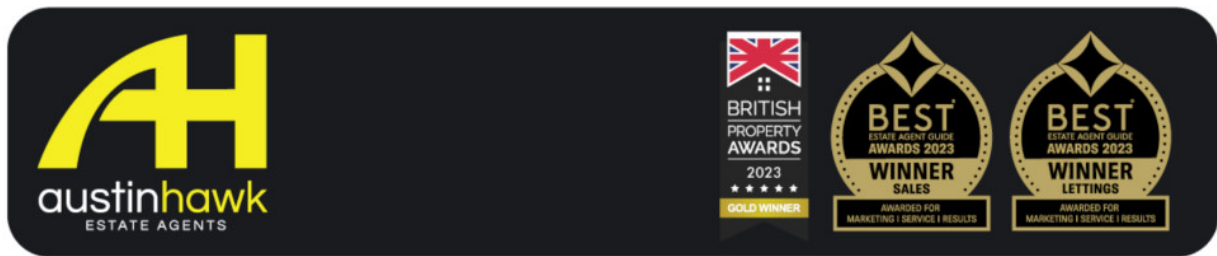 AH
austinhawk
ESTATE AGENTS
BRITISH
PROPERTY
AWARDS
2023
★★★★★
GOLD WINNER
BEST
ESTATE AGENT GUIDE
AWARDS 2023
WINNER
SALES
AWARDED FOR
MARKETING | SERVICE | RESULTS
BEST
ESTATE AGENT GUIDE
AWARDS 2023
WINNER
LETTINGS
AWARDED FOR
MARKETING | SERVICE | RESULTS